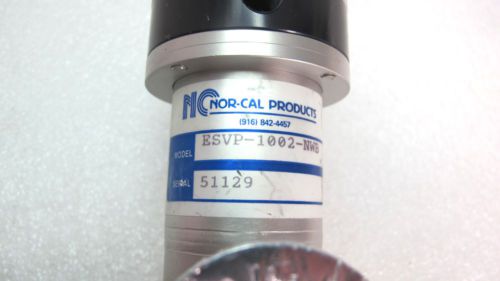 NC NOR-CAL PRODUCTS
(916) 842-4457
MODEL ESVP-1002-NWB
SERIAL 51129